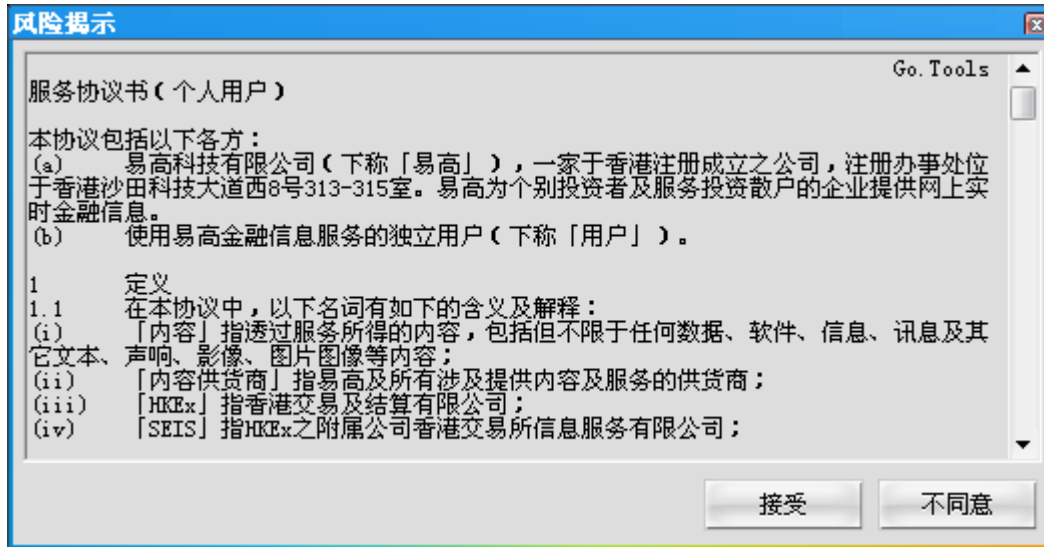 风险揭示
Go.Tools
服务协议书(个人用户)
本协议包括以下各方:
(a) 易高科技有限公司(下称「易高」),一家于香港注册成立之公司,注册办事处位
于香港沙田科技大道西8号313-315室。易高为个别投资者及服务投资散户的企业提供网上实
时金融信息。
(b) 使用易高金融信息服务的独立用户(下称「用户」)。
1 定义
1.1 在本协议中,以下名词有如下的含义及解释:
(i) 「内容」指透过服务所得的内容,包括但不限于任何数据、软件、信息、讯息及其
它文本、声响、影像、图片图像等内容;
(ii) 「内容供货商」指易高及所有涉及提供内容及服务的供货商;
(iii) 「HKEx」指香港交易及结算有限公司;
(iv) 「SEIS」指HKEx之附属公司香港交易所信息服务有限公司;
接受 不同意